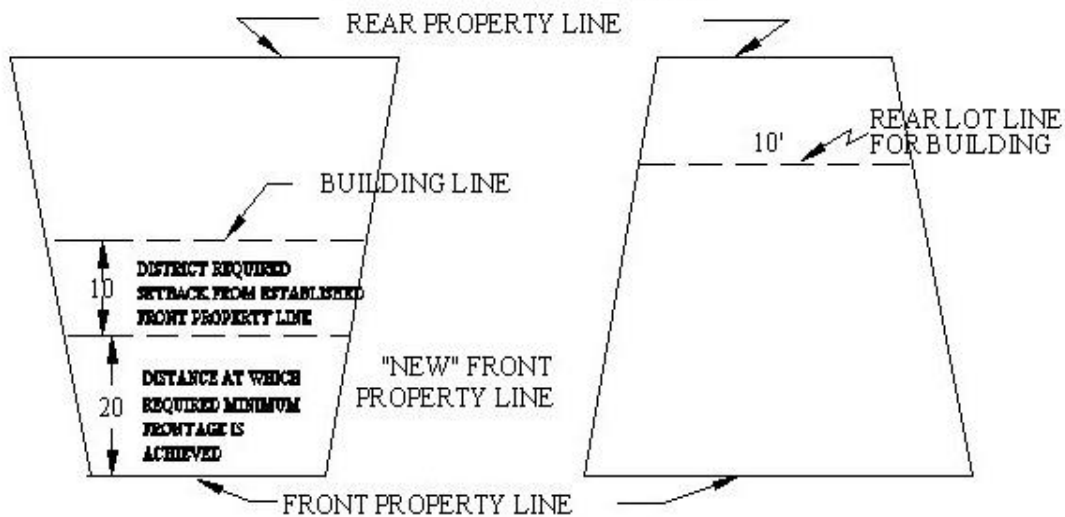 REAR PROPERTY LINE
REAR LOT LINE
FOR BUILDING
10'
BUILDING LINE
DISTRICT REQUIRED
SETBACK FROM ESTABLISHED
FRONT PROPERTY LINE
10
"NEW" FRONT
PROPERTY LINE
DISTANCE AT WHICH
REQUIRED MINIMUM
FRONTAGE IS
ACHIEVED
20
FRONT PROPERTY LINE